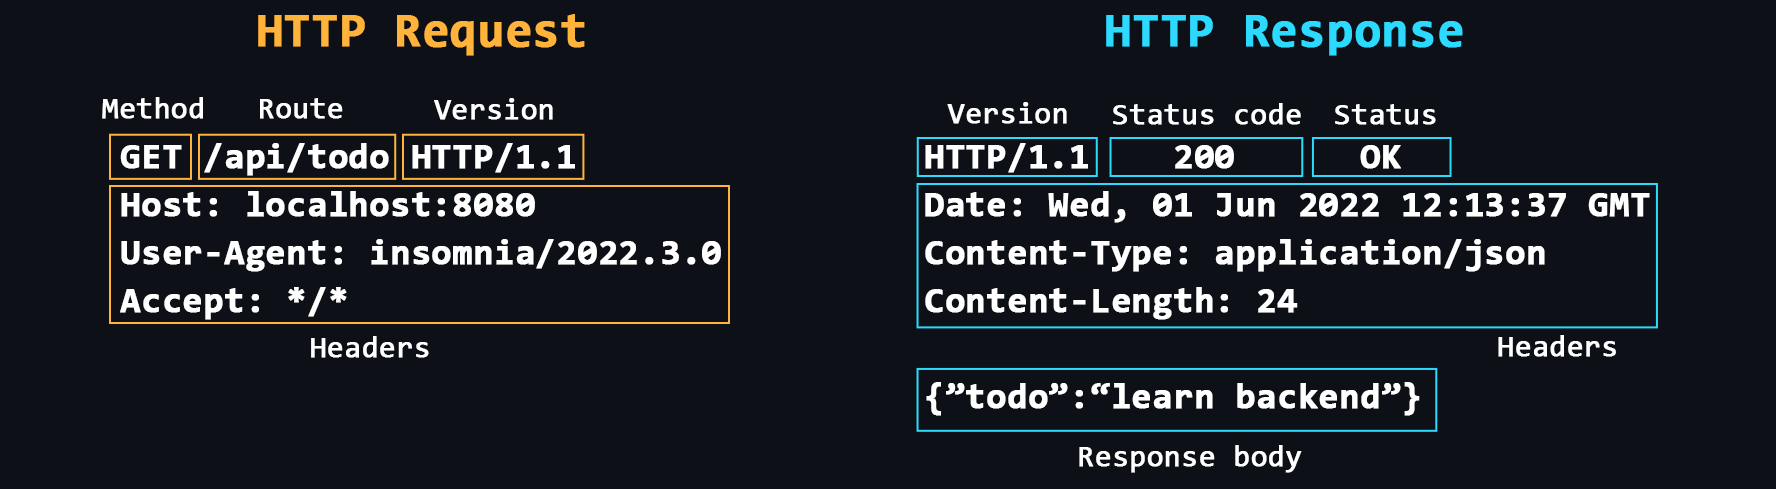 HTTP Request
Method Route Version
GET /api/todo HTTP/1.1
Host: localhost:8080
User-Agent: insomnia/2022.3.0
Accept: */*
Headers
HTTP Response
Version Status code Status
HTTP/1.1 200 OK
Date: Wed, 01 Jun 2022 12:13:37 GMT
Content-Type: application/json
Content-Length: 24
Headers
{”todo”:“learn backend”}
Response body